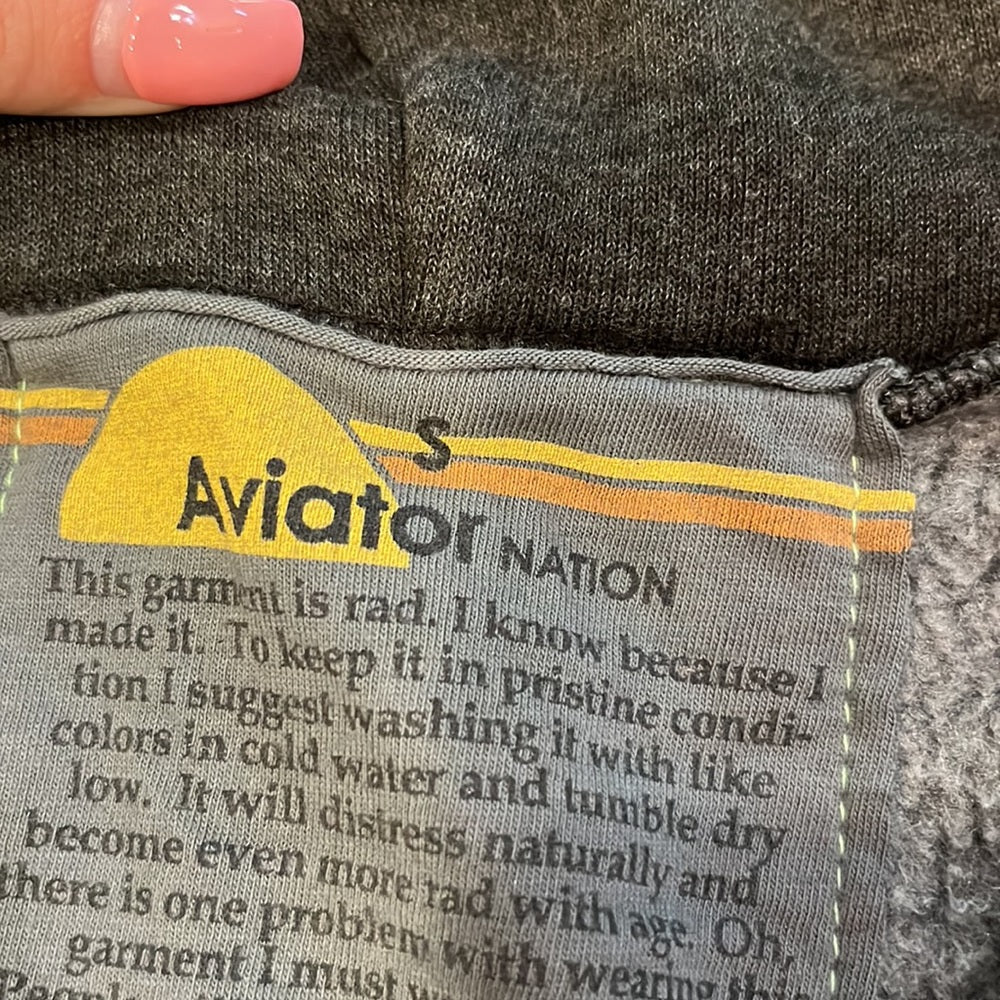 S
Aviator NATION
This garment is rad. I know because I
made it. To keep it in pristine condi-
tion I suggest washing it with like
colors in cold water and tumble dry
low. It will distress naturally and
become even more rad with age. Oh,
there is one problem with wearing this
garment I must